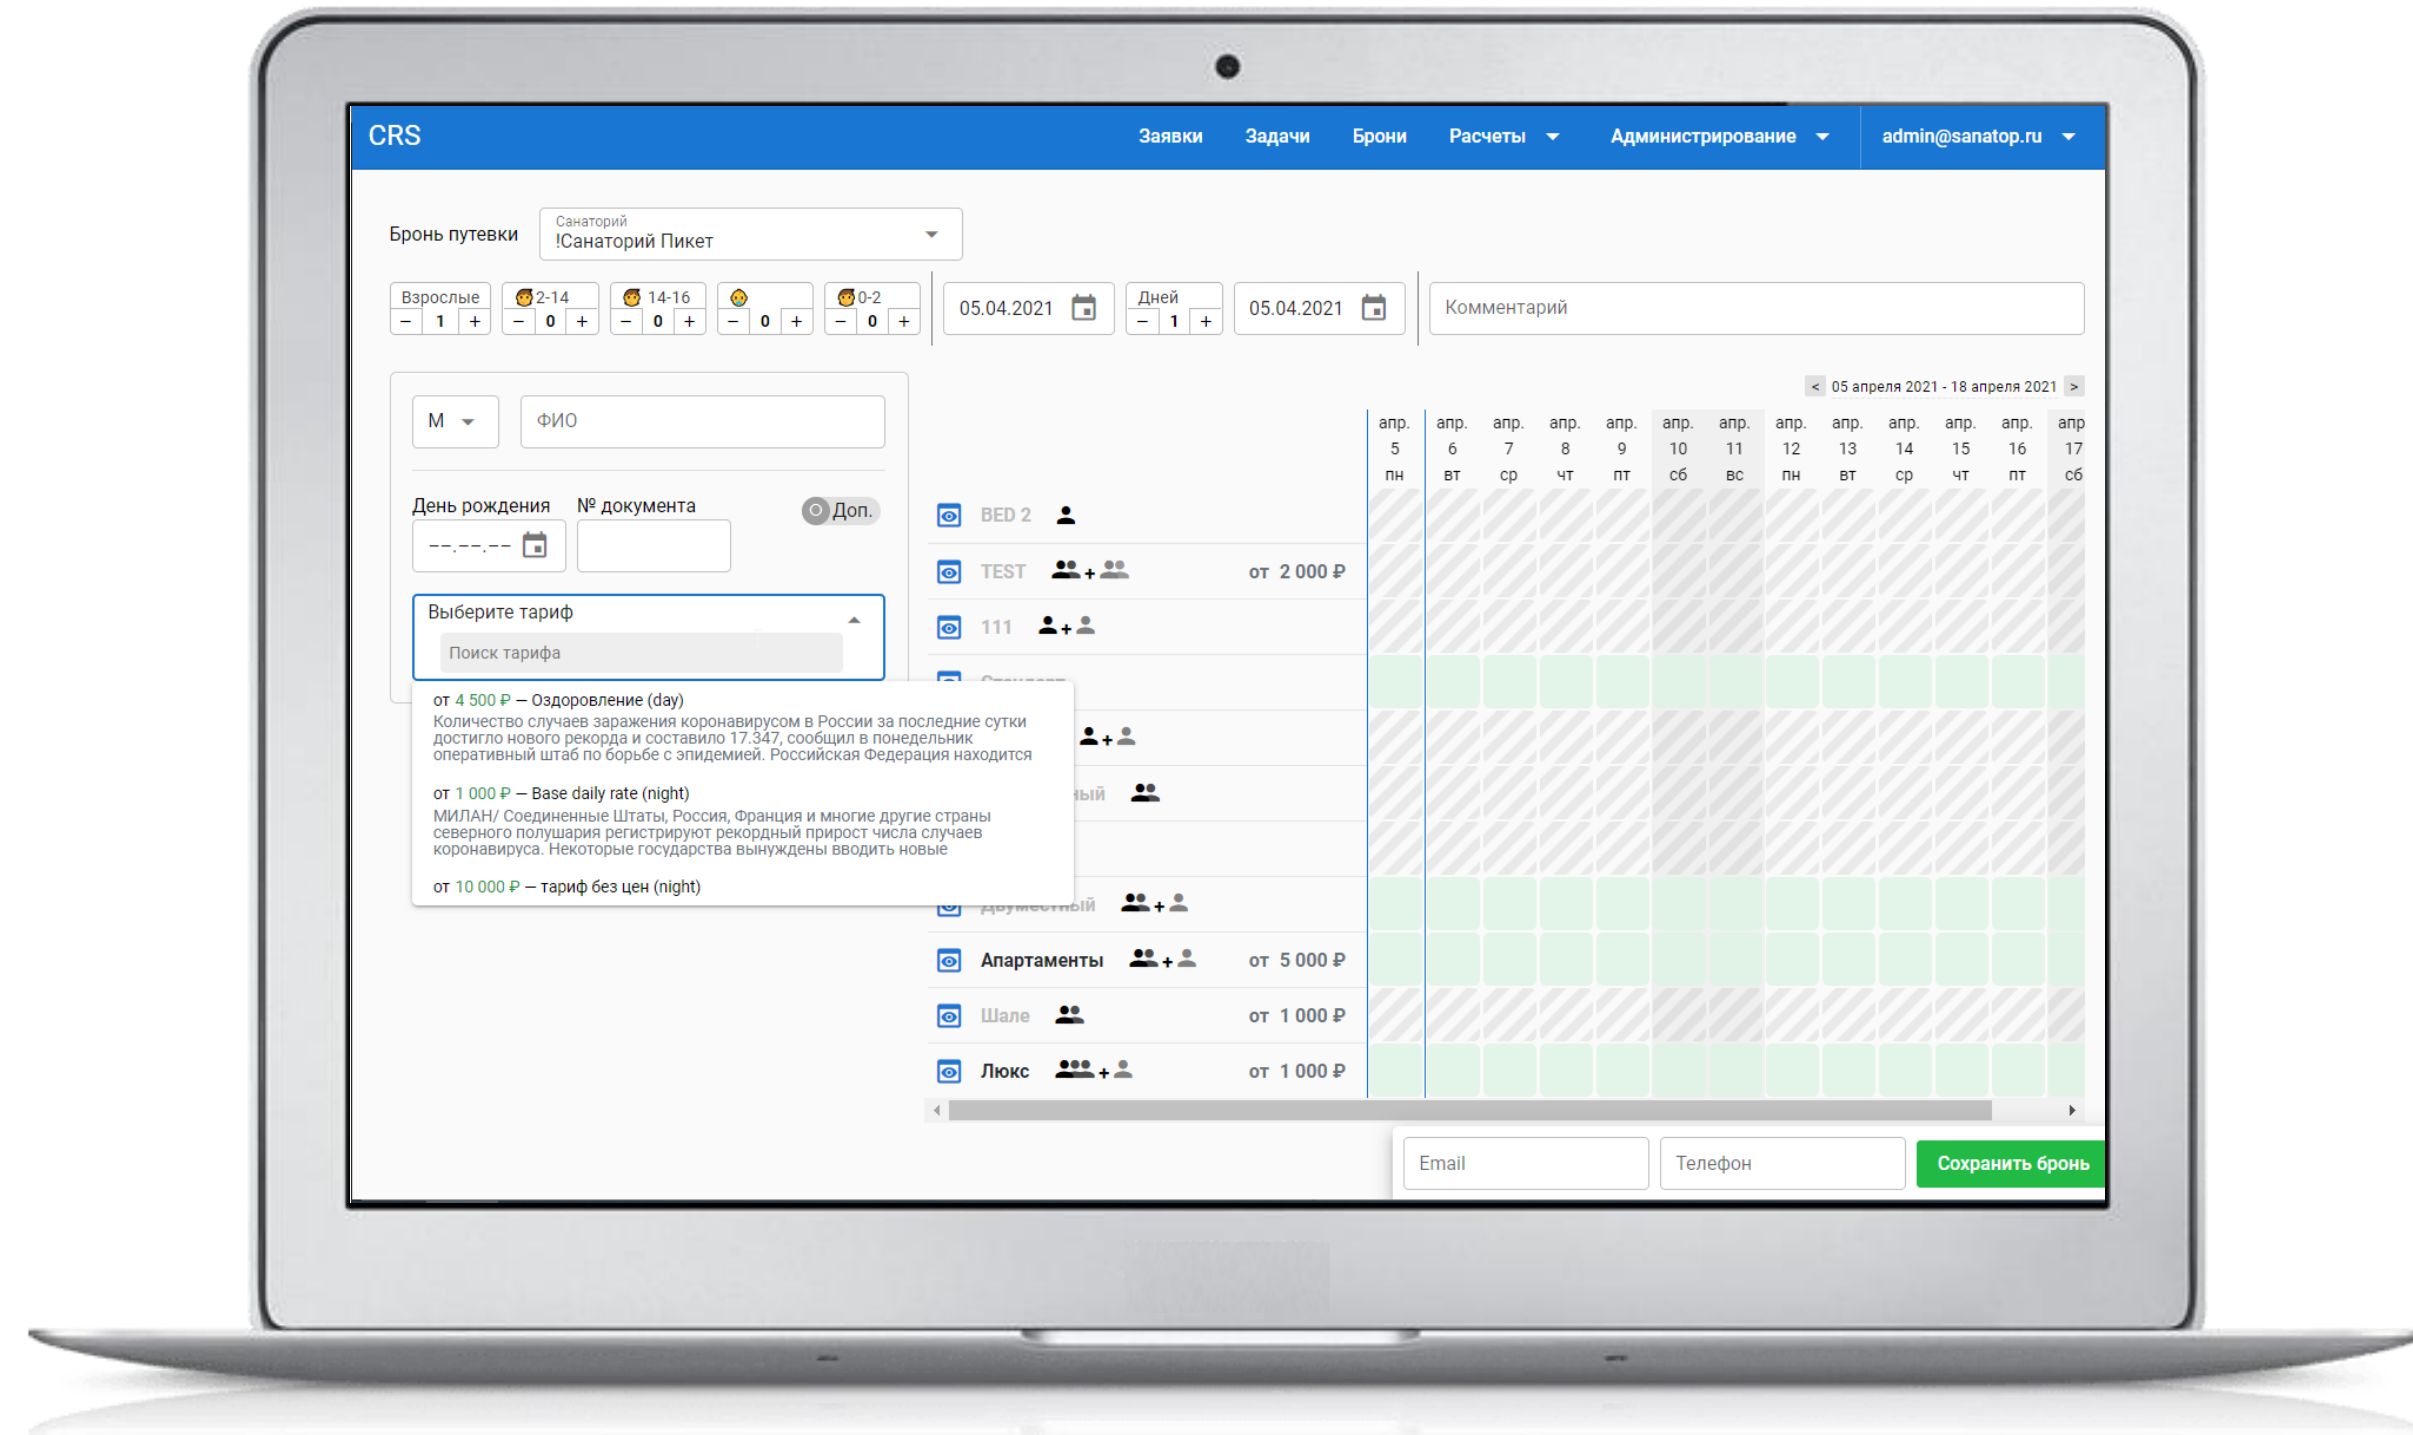 CRS
Заявки Задачи Брони Расчеты Администрирование admin@sanatop.ru
Бронь путевки
Санаторий
!Санаторий Пикет
Взрослые 2-14 14-16 0-2
− 1 + − 0 + − 0 + − 0 + − 0 +
05.04.2021
Дней
− 1 +
05.04.2021
Комментарий
< 05 апреля 2021 - 18 апреля 2021 >
М ФИО
День рождения № документа Доп.
−−.−−.−−
Выберите тариф
Поиск тарифа
от 4 500 ₽ — Оздоровление (day)
Количество случаев заражения коронавирусом в России за последние сутки
достигло нового рекорда и составило 17.347, сообщил в понедельник
оперативный штаб по борьбе с эпидемией. Российская Федерация находится
от 1 000 ₽ — Base daily rate (night)
МИЛАН/ Соединенные Штаты, Россия, Франция и многие другие страны
северного полушария регистрируют рекордный прирост числа случаев
коронавируса. Некоторые государства вынуждены вводить новые
от 10 000 ₽ — тариф без цен (night)
апр. апр. апр. апр. апр. апр. апр. апр. апр. апр. апр. апр. апр
5 6 7 8 9 10 11 12 13 14 15 16 17
пн вт ср чт пт сб вс пн вт ср чт пт сб
BED 2
TEST + от 2 000 ₽
111 +
+
ный
Двуместный +
Апартаменты + от 5 000 ₽
Шале от 1 000 ₽
Люкс + от 1 000 ₽
Email Телефон Сохранить бронь